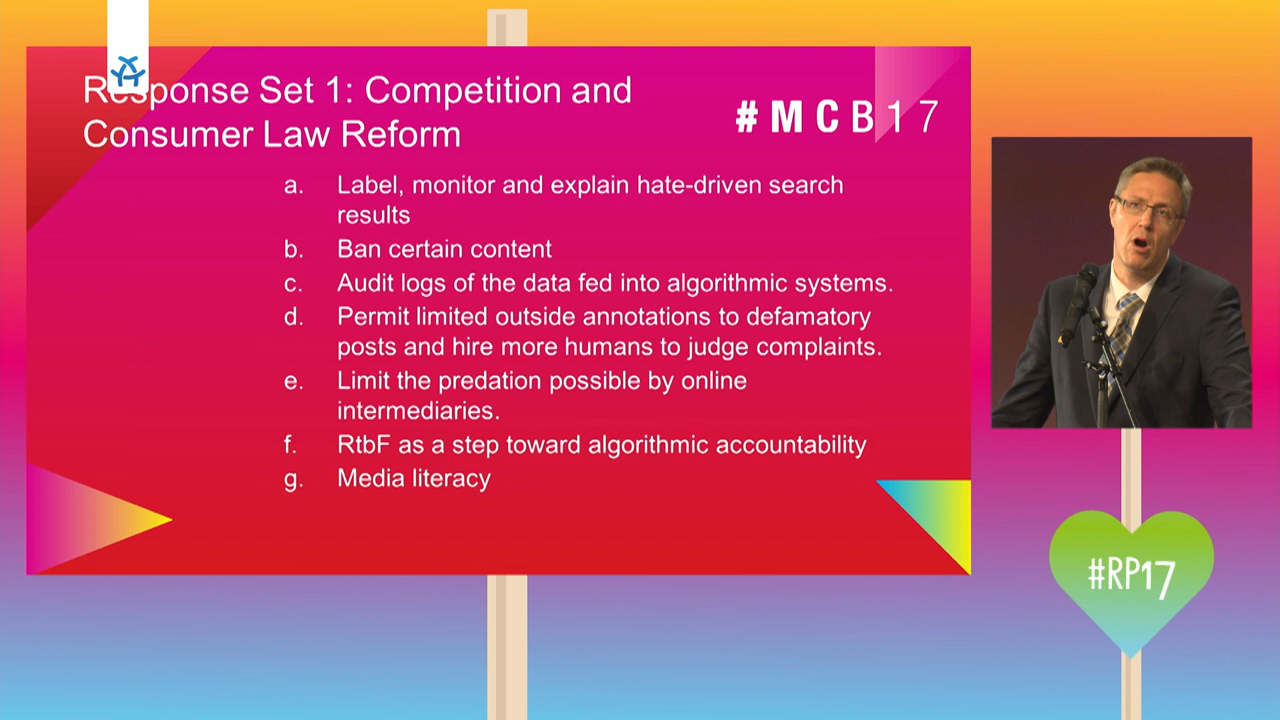 Response Set 1: Competition and
Consumer Law Reform
#MCB17
a. Label, monitor and explain hate-driven search
results
b. Ban certain content
c. Audit logs of the data fed into algorithmic systems.
d. Permit limited outside annotations to defamatory
posts and hire more humans to judge complaints.
e. Limit the predation possible by online
intermediaries.
f. RtbF as a step toward algorithmic accountability
g. Media literacy
#RP17